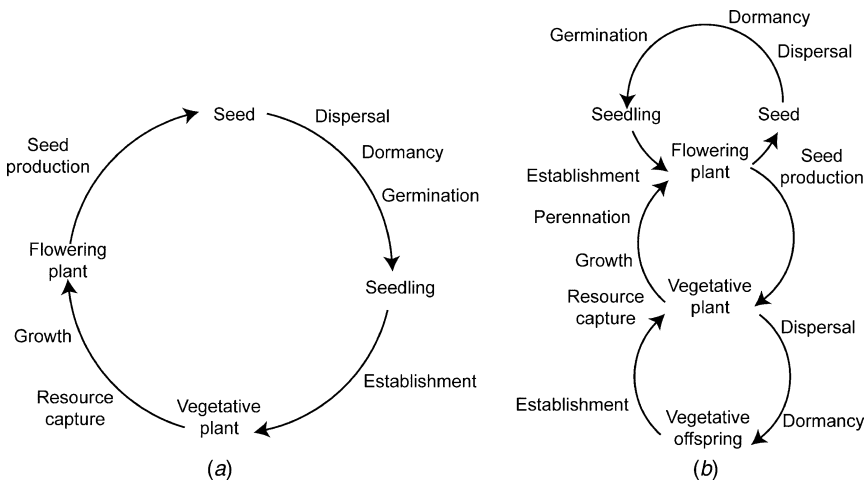 Seed
Dispersal
Dormancy
Germination
Seedling
Establishment
Vegetative
plant
Resource
capture
Growth
Flowering
plant
Seed
production
(a)
Dormancy
Dispersal
Germination
Seedling
Seed
Flowering
plant
Seed
production
Establishment
Perennation
Growth
Resource
capture
Vegetative
plant
Dispersal
Dormancy
Establishment
Vegetative
offspring
(b)